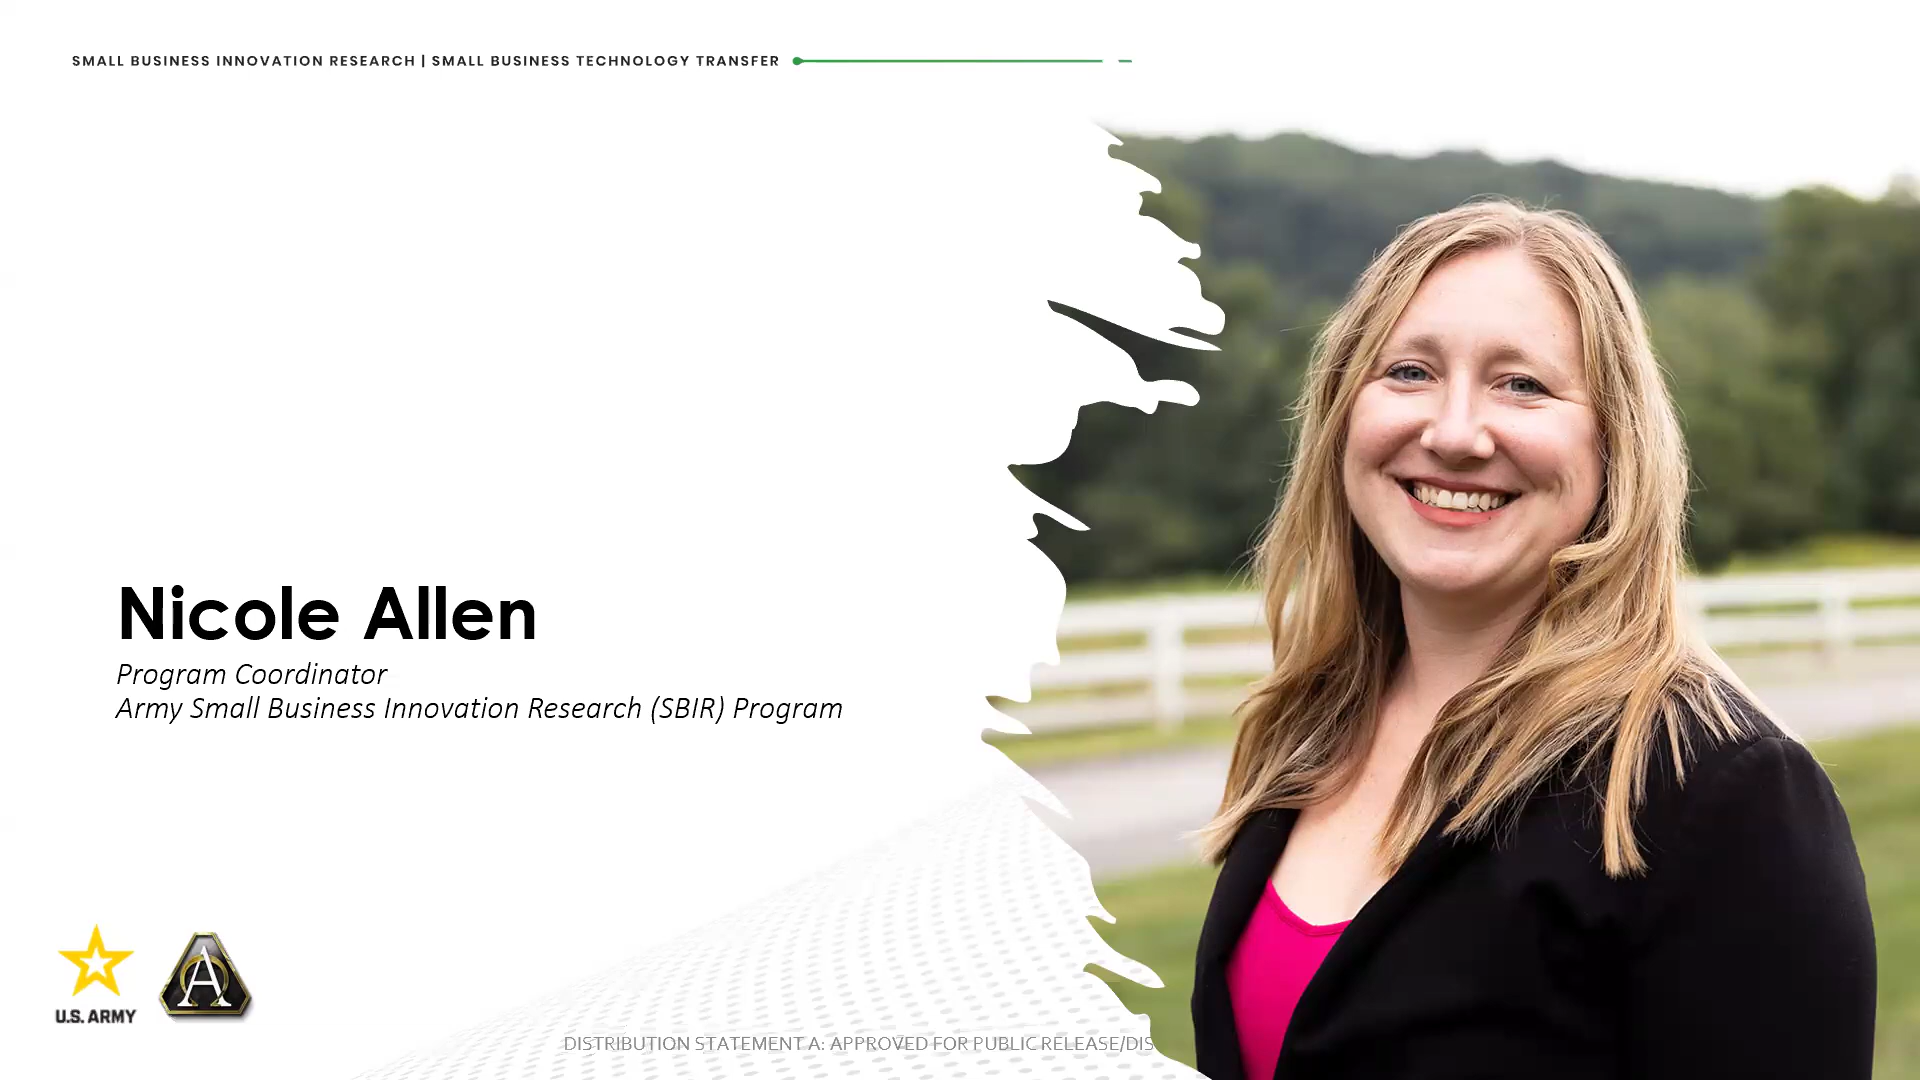 SMALL BUSINESS INNOVATION RESEARCH | SMALL BUSINESS TECHNOLOGY TRANSFER
Nicole Allen
Program Coordinator
Army Small Business Innovation Research (SBIR) Program
U.S. ARMY
DISTRIBUTION STATEMENT A: APPROVED FOR PUBLIC RELEASE/DIS